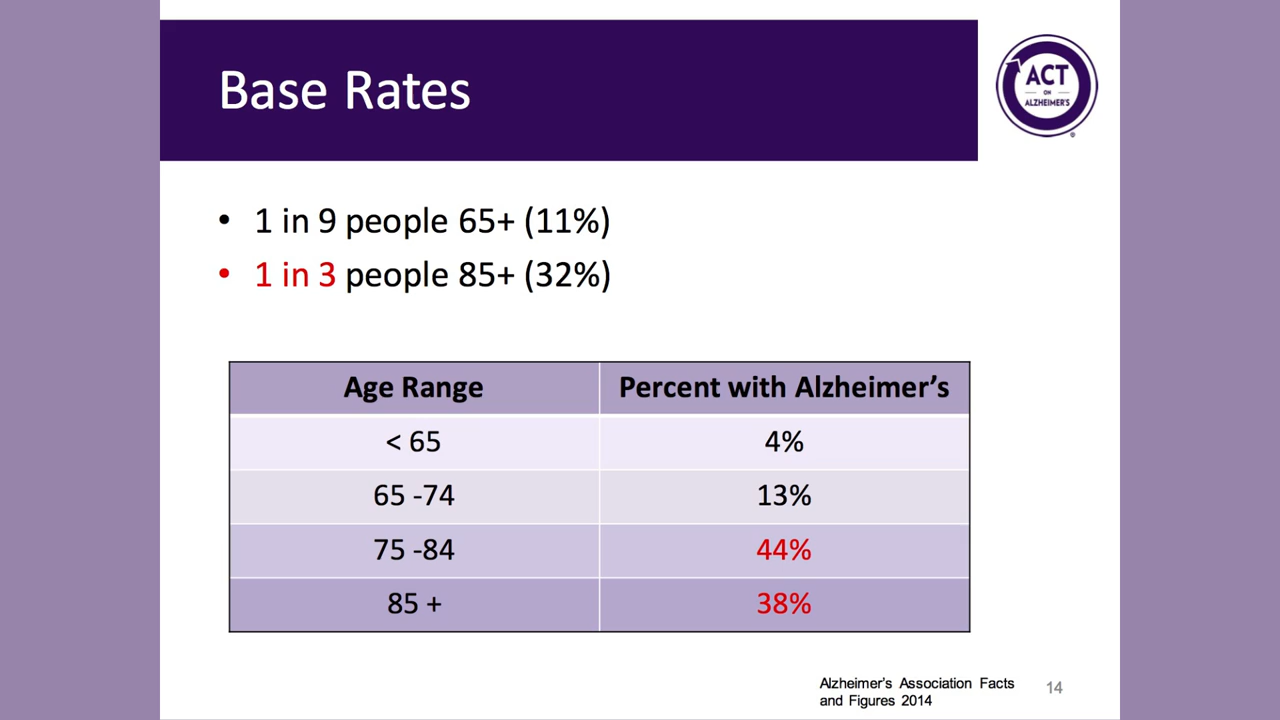 Base Rates
ACT
ON
ALZHEIMER'S
®
• 1 in 9 people 65+ (11%)
• 1 in 3 people 85+ (32%)
Age Range Percent with Alzheimer’s
< 65 4%
65 -74 13%
75 -84 44%
85 + 38%
Alzheimer’s Association Facts
and Figures 2014
14